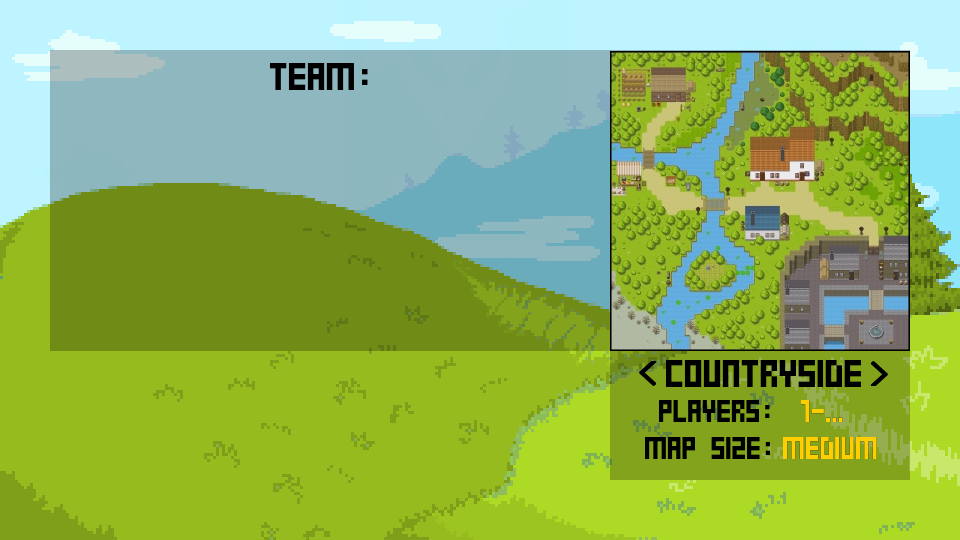 TEAM:
< COUNTRYSIDE >
PLAYERS: 1-...
MAP SIZE: MEDIUM